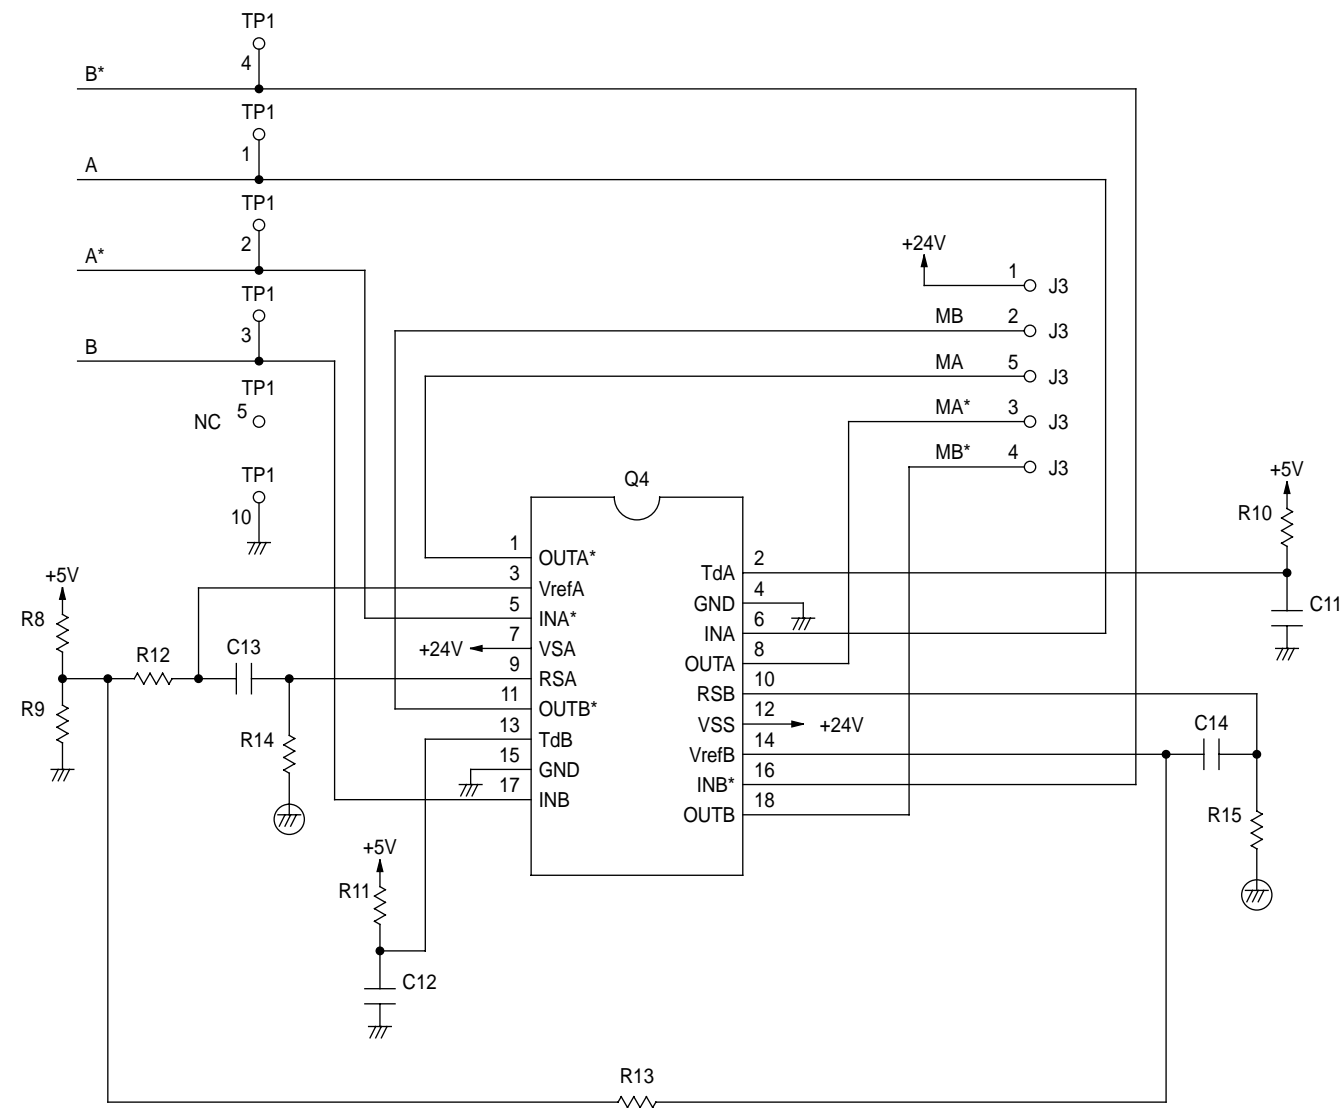 TP1
4
B*
TP1
1
A
TP1
2
A*
TP1
3
B
TP1
5
NC
TP1
10
+24V
1 J3
MB 2 J3
MA 5 J3
MA* 3 J3
MB* 4 J3
Q4
1 OUTA*
3 VrefA
5 INA*
+24V 7 VSA
9 RSA
11 OUTB*
13 TdB
15 GND
17 INB
TdA 2
GND 4
INA 6
OUTA 8
RSB 10
VSS 12 +24V
VrefB 14
INB* 16
OUTB 18
+5V
R10
C11
+5V
R8
R12
C13
R9
R14
C14
R15
+5V
R11
C12
R13